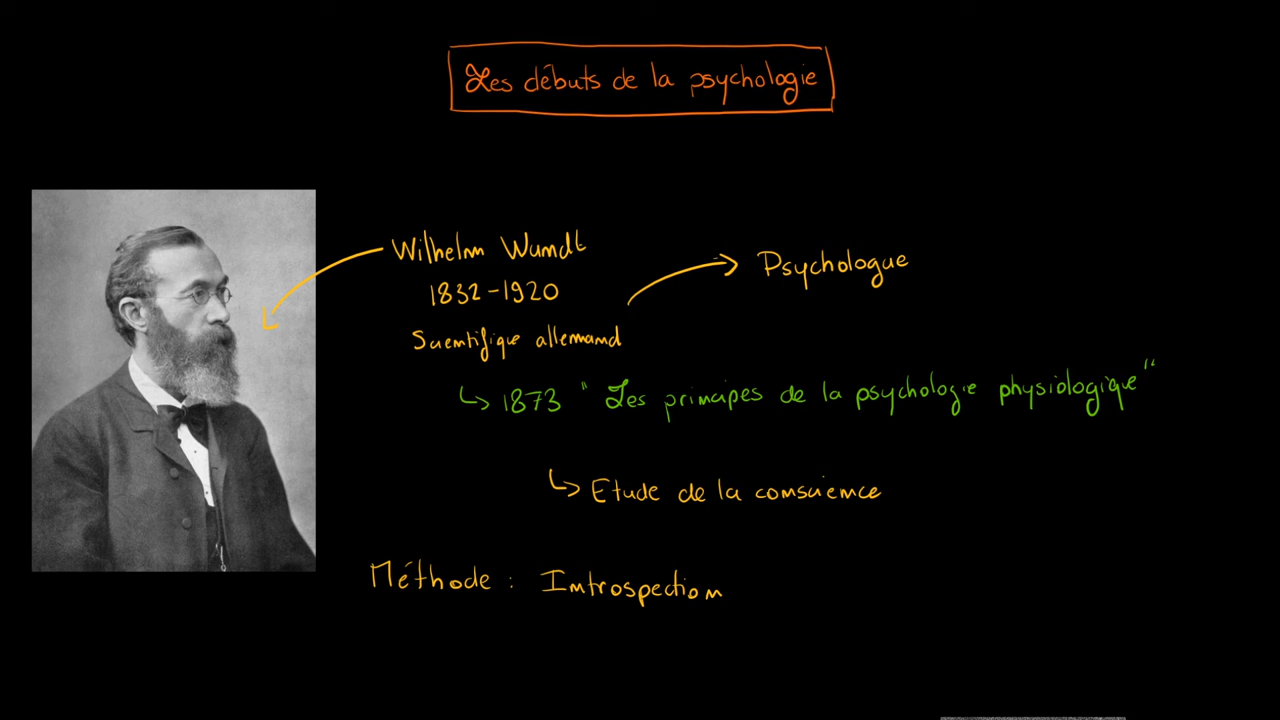 Les débuts de la psychologie
Wilhelm Wundt
1832-1920
Scientifique allemand
Psychologue
1873 " Les principes de la psychologie physiologique"
Etude de la conscience
Méthode : Introspection